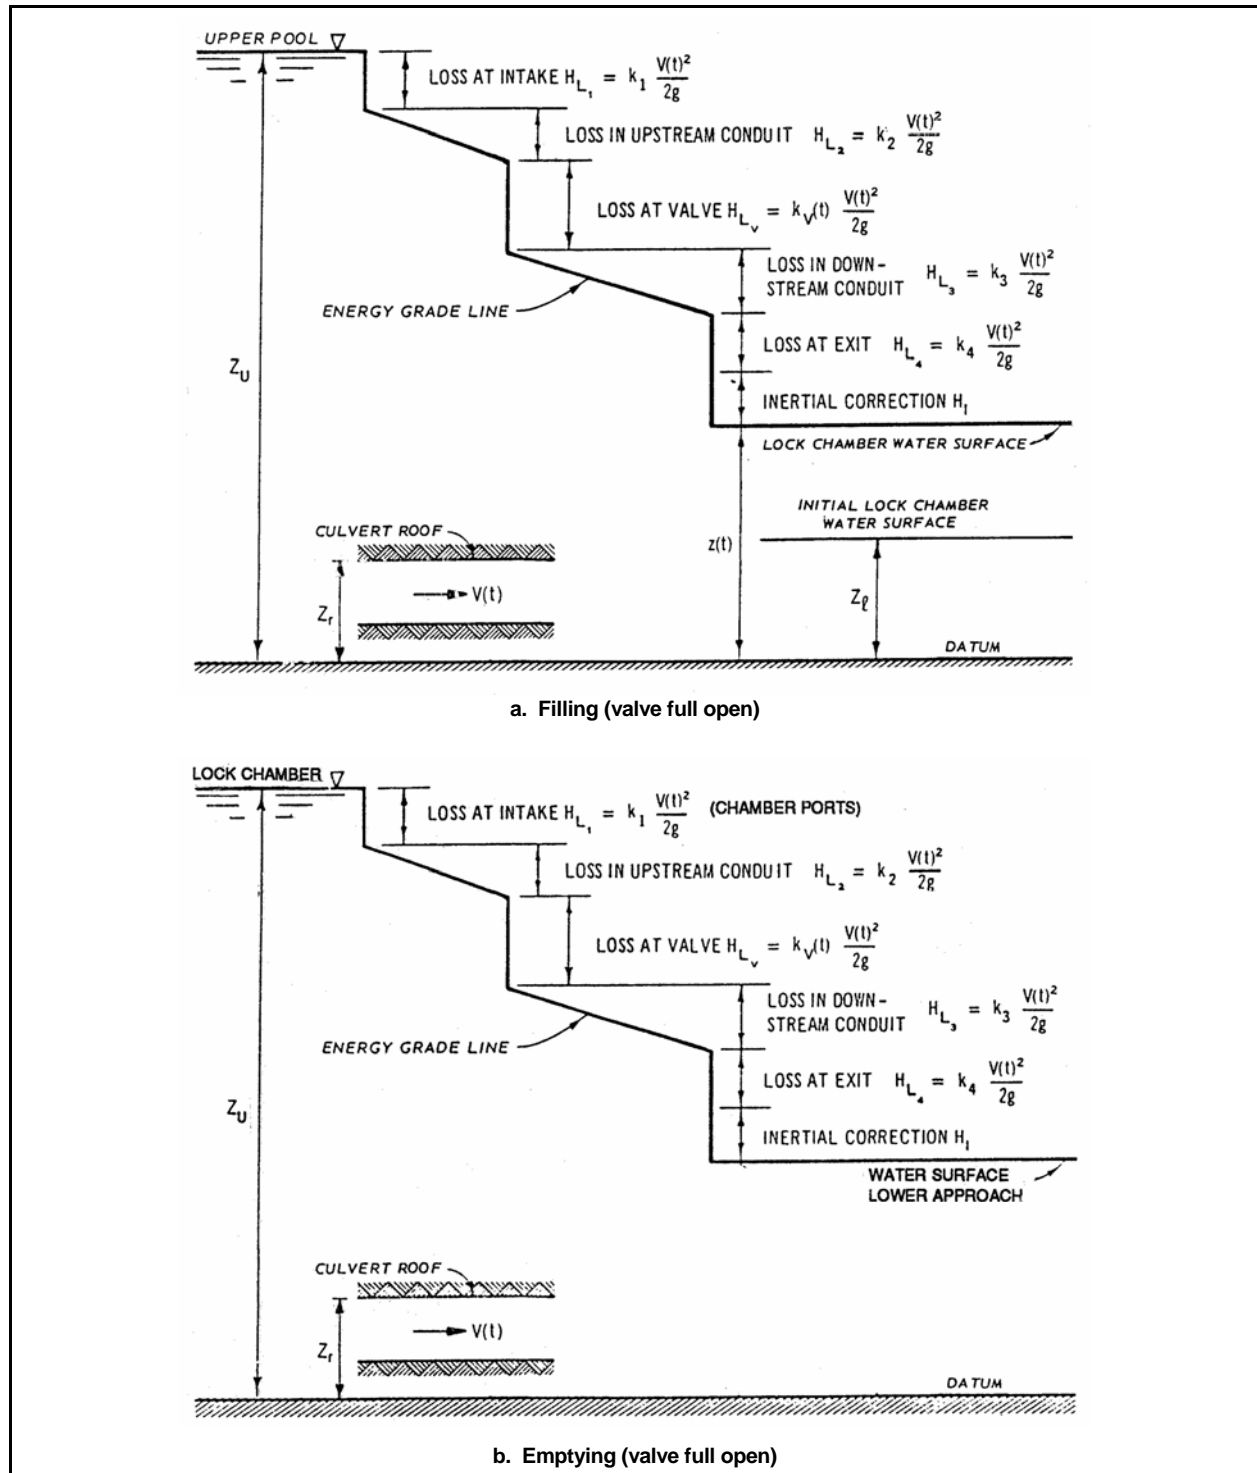 UPPER POOL
LOSS AT INTAKE H_L₁ = k₁ V(t)²/2g
LOSS IN UPSTREAM CONDUIT H_L₂ = k₂ V(t)²/2g
LOSS AT VALVE H_Lᵥ = k_V(t) V(t)²/2g
LOSS IN DOWN-
STREAM CONDUIT H_L₃ = k₃ V(t)²/2g
ENERGY GRADE LINE
LOSS AT EXIT H_L₄ = k₄ V(t)²/2g
Z_U
INERTIAL CORRECTION H_I
LOCK CHAMBER WATER SURFACE
INITIAL LOCK CHAMBER
WATER SURFACE
CULVERT ROOF
z(t)
V(t)
Z_r
Z_ℓ
DATUM
a. Filling (valve full open)
LOCK CHAMBER
LOSS AT INTAKE H_L₁ = k₁ V(t)²/2g (CHAMBER PORTS)
LOSS IN UPSTREAM CONDUIT H_L₂ = k₂ V(t)²/2g
LOSS AT VALVE H_Lᵥ = k_V(t) V(t)²/2g
LOSS IN DOWN-
STREAM CONDUIT H_L₃ = k₃ V(t)²/2g
ENERGY GRADE LINE
LOSS AT EXIT H_L₄ = k₄ V(t)²/2g
Z_U
INERTIAL CORRECTION H_I
WATER SURFACE
LOWER APPROACH
CULVERT ROOF
V(t)
Z_r
DATUM
b. Emptying (valve full open)